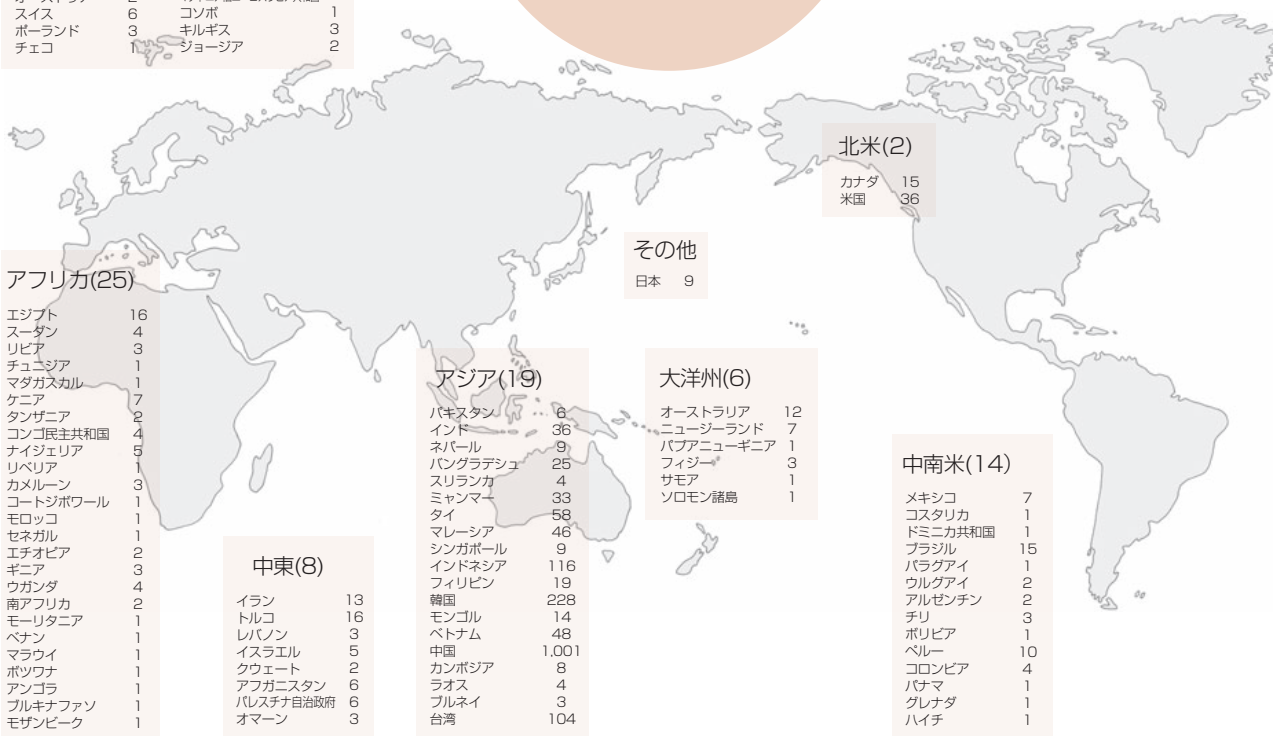 スイス 6 コソボ 1
ポーランド 3 キルギス 3
チェコ 1 ジョージア 2
北米(2)
カナダ 15
米国 36
その他
日本 9
アフリカ(25)
エジプト 16
スーダン 4
リビア 3
チュニジア 1
マダガスカル 1
ケニア 7
タンザニア 2
コンゴ民主共和国 4
ナイジェリア 5
リベリア 1
カメルーン 3
コートジボワール 1
モロッコ 1
セネガル 1
エチオピア 2
ギニア 3
ウガンダ 4
南アフリカ 2
モーリタニア 1
ベナン 1
マラウイ 1
ボツワナ 1
アンゴラ 1
ブルキナファソ 1
モザンビーク 1
中東(8)
イラン 13
トルコ 16
レバノン 3
イスラエル 5
クウェート 2
アフガニスタン 6
パレスチナ自治政府 6
オマーン 3
アジア(19)
パキスタン 6
インド 36
ネパール 9
バングラデシュ 25
スリランカ 4
ミャンマー 33
タイ 58
マレーシア 46
シンガポール 9
インドネシア 116
フィリピン 19
韓国 228
モンゴル 14
ベトナム 48
中国 1,001
カンボジア 8
ラオス 4
ブルネイ 3
台湾 104
大洋州(6)
オーストラリア 12
ニュージーランド 7
パプアニューギニア 1
フィジー 3
サモア 1
ソロモン諸島 1
中南米(14)
メキシコ 7
コスタリカ 1
ドミニカ共和国 1
ブラジル 15
パラグアイ 1
ウルグアイ 2
アルゼンチン 2
チリ 3
ボリビア 1
ペルー 10
コロンビア 4
パナマ 1
グレナダ 1
ハイチ 1